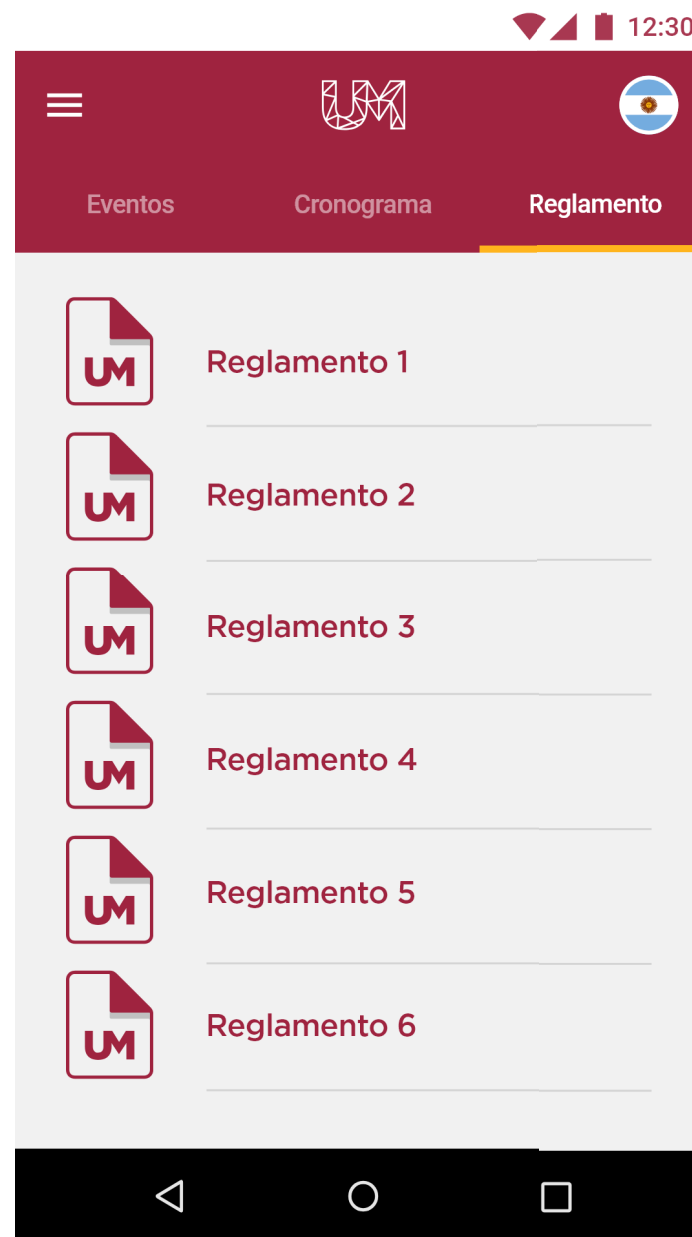 12:30
UM
Eventos Cronograma Reglamento
UM Reglamento 1
UM Reglamento 2
UM Reglamento 3
UM Reglamento 4
UM Reglamento 5
UM Reglamento 6